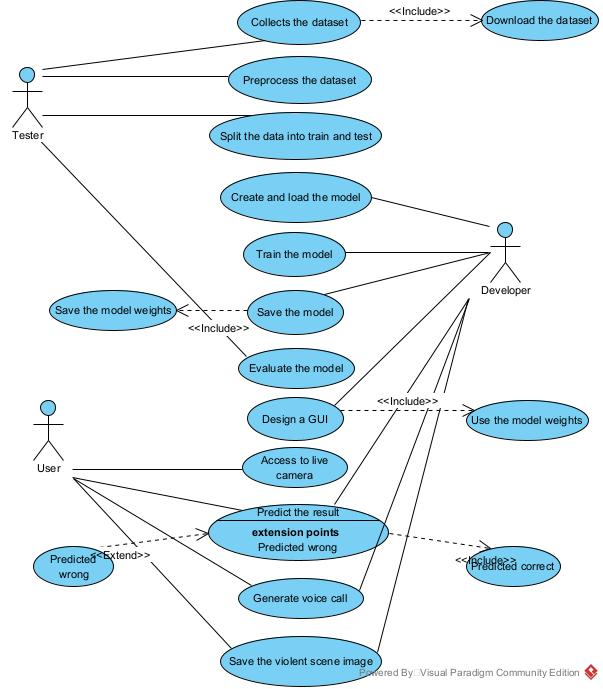 <<Include>>
Collects the dataset
Download the dataset
Preprocess the dataset
Tester
Split the data into train and test
Create and load the model
Train the model
Developer
Save the model weights
Save the model
<<Include>>
Evaluate the model
<<Include>>
Design a GUI
Use the model weights
User
Access to live
camera
Predict the result
extension points
Predicted wrong
<<Extend>>
Predicted
wrong
<<Include>>
Predicted correct
Generate voice call
Save the violent scene image
Powered By Visual Paradigm Community Edition